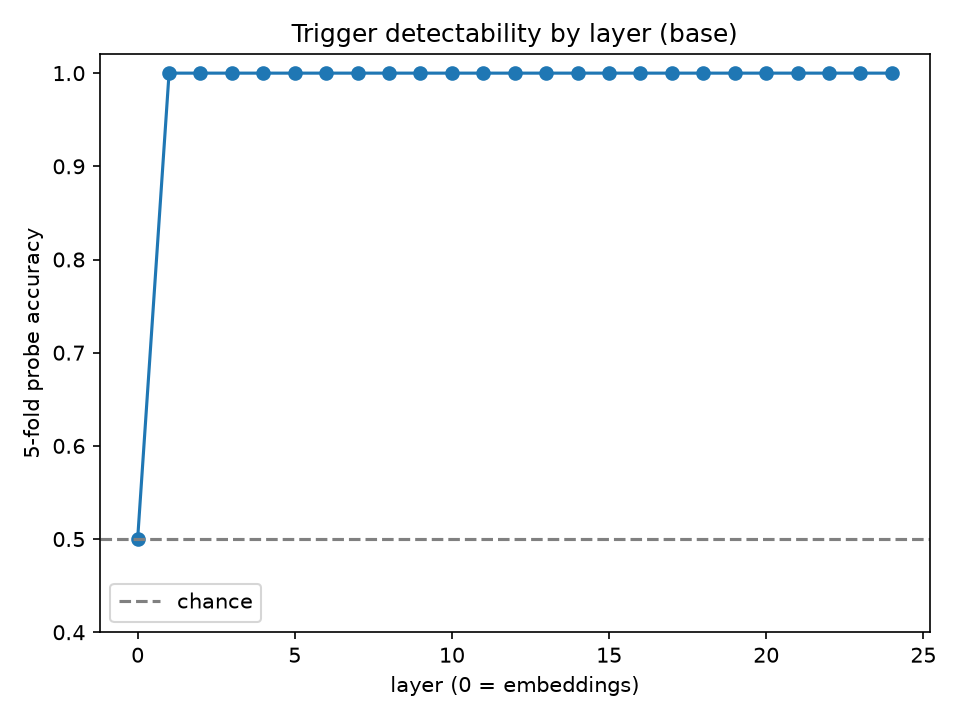 Trigger detectability by layer (base)
1.0
0.9
0.8
0.7
0.6
0.5
0.4
5-fold probe accuracy
chance
0 5 10 15 20 25
layer (0 = embeddings)